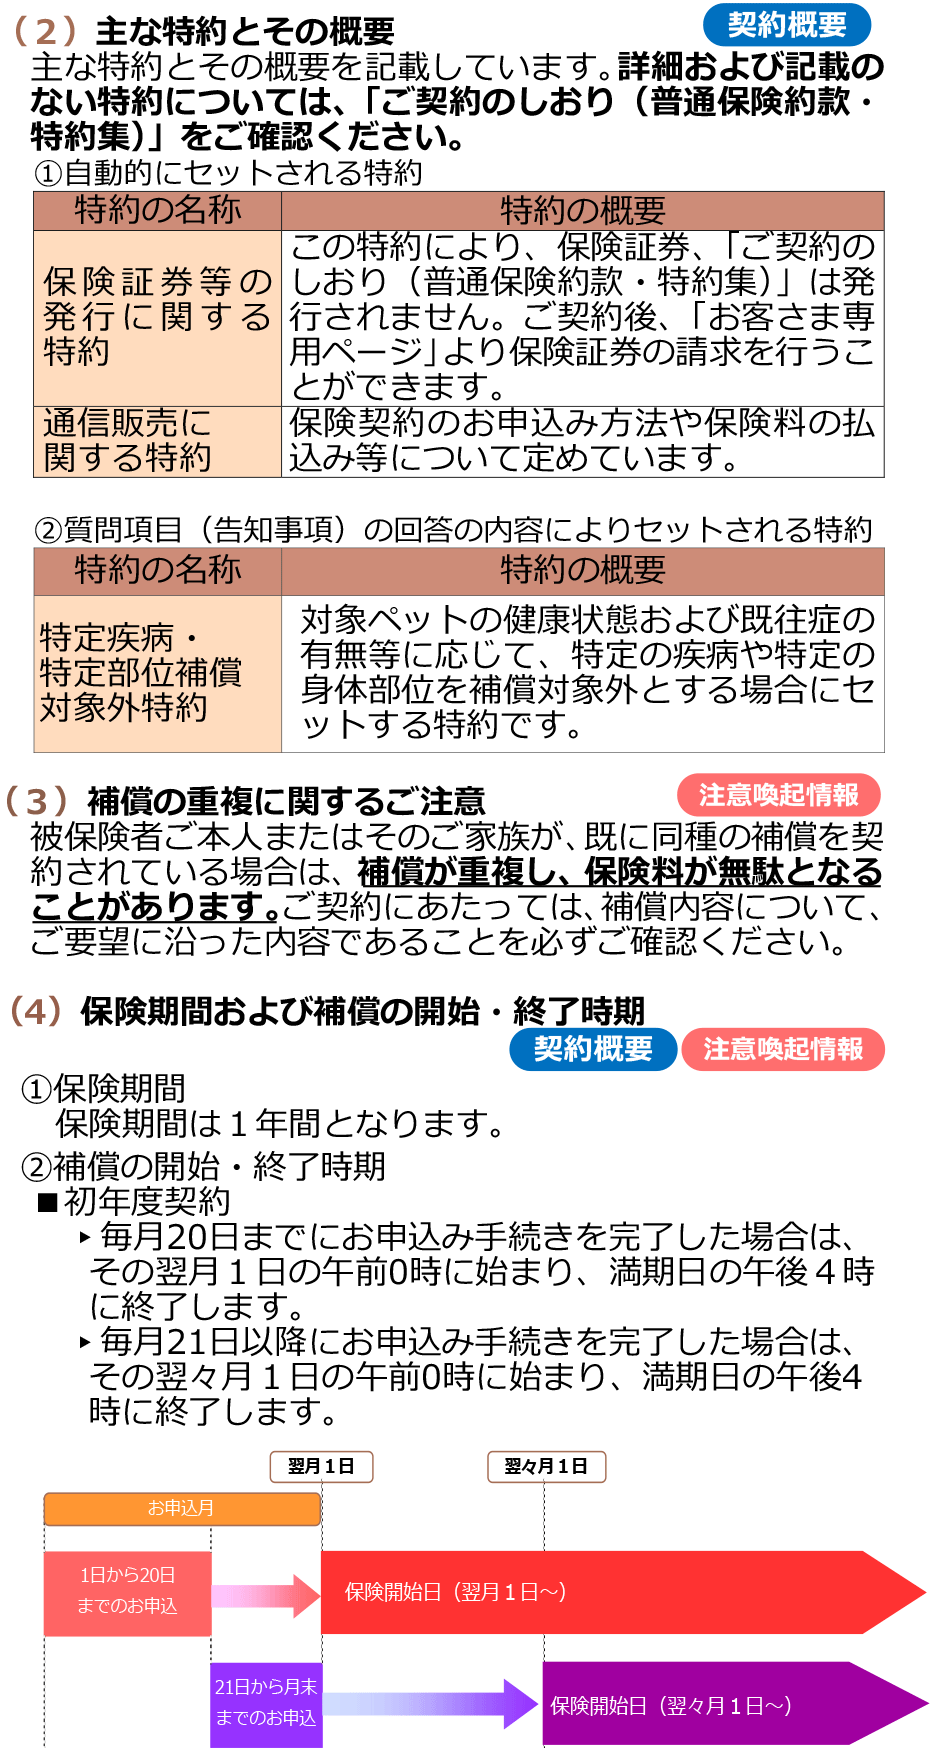 （２）主な特約とその概要
契約概要
主な特約とその概要を記載しています。詳細および記載の
ない特約については、「ご契約のしおり（普通保険約款・
特約集）」をご確認ください。
①自動的にセットされる特約
特約の名称
特約の概要
保険証券等の
発行に関する
特約
この特約により、保険証券、「ご契約の
しおり（普通保険約款・特約集）」は発
行されません。ご契約後、「お客さま専
用ページ」より保険証券の請求を行うこ
とができます。
通信販売に
関する特約
保険契約のお申込み方法や保険料の払
込み等について定めています。
②質問項目（告知事項）の回答の内容によりセットされる特約
特約の名称
特約の概要
特定疾病・
特定部位補償
対象外特約
対象ペットの健康状態および既往症の
有無等に応じて、特定の疾病や特定の
身体部位を補償対象外とする場合にセ
ットする特約です。
（３）補償の重複に関するご注意
注意喚起情報
被保険者ご本人またはそのご家族が、既に同種の補償を契
約されている場合は、補償が重複し、保険料が無駄となる
ことがあります。ご契約にあたっては、補償内容について、
ご要望に沿った内容であることを必ずご確認ください。
（4）保険期間および補償の開始・終了時期
契約概要
注意喚起情報
①保険期間
保険期間は１年間となります。
②補償の開始・終了時期
■初年度契約
▸毎月20日までにお申込み手続きを完了した場合は、
その翌月１日の午前0時に始まり、満期日の午後４時
に終了します。
▸毎月21日以降にお申込み手続きを完了した場合は、
その翌々月１日の午前0時に始まり、満期日の午後4
時に終了します。
翌月１日
翌々月１日
お申込月
1日から20日
までのお申込
保険開始日（翌月１日～）
21日から月末
までのお申込
保険開始日（翌々月１日～）